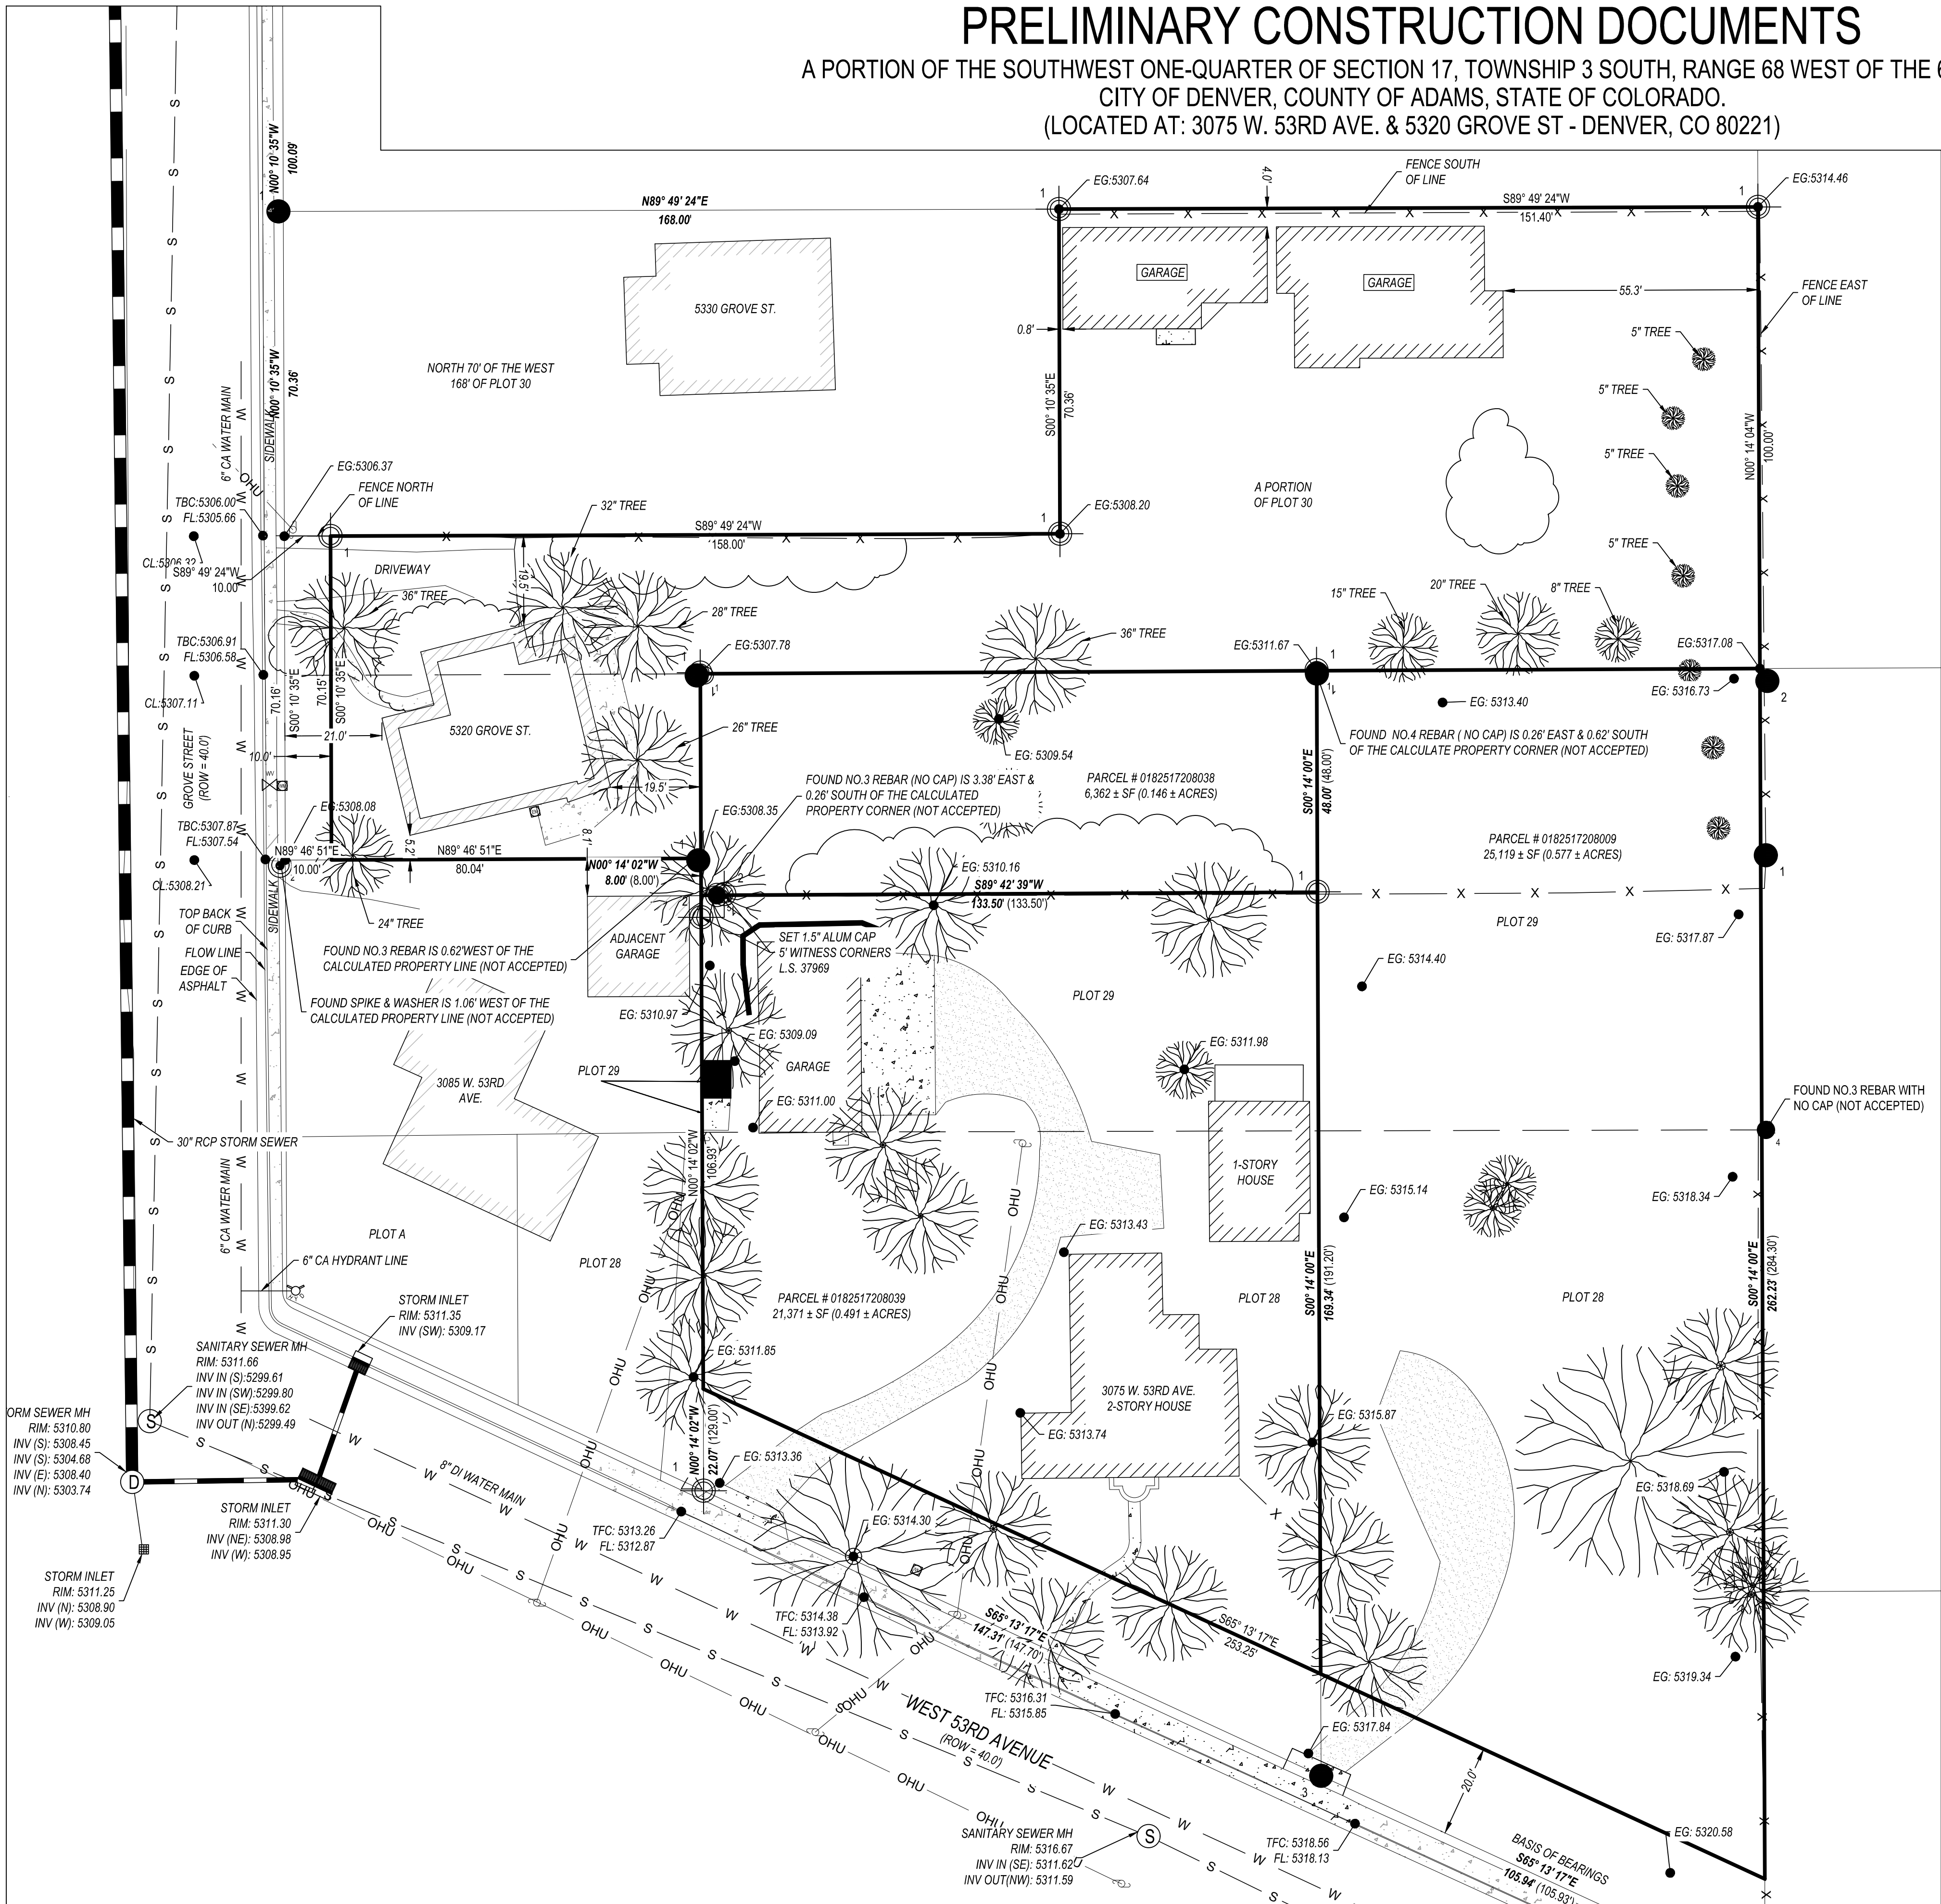 PRELIMINARY CONSTRUCTION DOCUMENTS
A PORTION OF THE SOUTHWEST ONE-QUARTER OF SECTION 17, TOWNSHIP 3 SOUTH, RANGE 68 WEST OF THE 6
CITY OF DENVER, COUNTY OF ADAMS, STATE OF COLORADO.
(LOCATED AT: 3075 W. 53RD AVE. & 5320 GROVE ST - DENVER, CO 80221)
N00° 10' 35"W
100.09'
N89° 49' 24"E
168.00'
EG:5307.64
4.0'
FENCE SOUTH
OF LINE
S89° 49' 24"W
151.40'
EG:5314.46
GARAGE
GARAGE
55.3'
FENCE EAST
OF LINE
5330 GROVE ST.
0.8'
5" TREE
NORTH 70' OF THE WEST
168' OF PLOT 30
N00° 10' 35"W
70.36'
S00° 10' 35"E
70.36'
5" TREE
6" CA WATER MAIN
SIDEWALK
5" TREE
N00° 14' 04"W
100.00'
EG:5306.37
FENCE NORTH
OF LINE
TBC:5306.00
FL:5305.66
OHU
32" TREE
A PORTION
OF PLOT 30
EG:5308.20
S89° 49' 24"W
158.00'
5" TREE
CL:5306.32
S89° 49' 24"W
10.00'
DRIVEWAY
19.5'
36" TREE
28" TREE
15" TREE
20" TREE
8" TREE
TBC:5306.91
FL:5306.58
EG:5307.78
36" TREE
EG:5311.67
EG:5317.08
70.16'
S00° 10' 35"E
70.15'
S00° 10' 35"E
CL:5307.11
EG: 5316.73
EG: 5313.40
5320 GROVE ST.
26" TREE
21.0'
10.0'
GROVE STREET
(ROW = 40.0')
EG: 5309.54
FOUND NO.4 REBAR ( NO CAP) IS 0.26' EAST & 0.62' SOUTH
OF THE CALCULATE PROPERTY CORNER (NOT ACCEPTED)
FOUND NO.3 REBAR (NO CAP) IS 3.38' EAST &
0.26' SOUTH OF THE CALCULATED
PROPERTY CORNER (NOT ACCEPTED)
PARCEL # 0182517208038
6,362 ± SF (0.146 ± ACRES)
S00° 14' 00"E
48.00' (48.00')
19.5'
EG:5308.08
EG:5308.35
TBC:5307.87
FL:5307.54
PARCEL # 0182517208009
25,119 ± SF (0.577 ± ACRES)
N89° 46' 51"E
10.00'
N89° 46' 51"E
80.04'
5.2'
8.1'
N00° 14' 02"W
8.00' (8.00')
EG: 5310.16
CL:5308.21
S89° 42' 39"W
133.50' (133.50')
TOP BACK
OF CURB
SIDEWALK
24" TREE
PLOT 29
FLOW LINE
ADJACENT
GARAGE
SET 1.5" ALUM CAP
5' WITNESS CORNERS
L.S. 37969
EG: 5317.87
FOUND NO.3 REBAR IS 0.62'WEST OF THE
CALCULATED PROPERTY LINE (NOT ACCEPTED)
EDGE OF
ASPHALT
EG: 5314.40
PLOT 29
FOUND SPIKE & WASHER IS 1.06' WEST OF THE
CALCULATED PROPERTY LINE (NOT ACCEPTED)
EG: 5310.97
EG: 5309.09
EG: 5311.98
PLOT 29
GARAGE
3085 W. 53RD
AVE.
FOUND NO.3 REBAR WITH
NO CAP (NOT ACCEPTED)
EG: 5311.00
30" RCP STORM SEWER
N00° 14' 02"W
106.93'
1-STORY
HOUSE
6" CA WATER MAIN
EG: 5318.34
EG: 5315.14
OHU
EG: 5313.43
PLOT A
PLOT 28
6" CA HYDRANT LINE
OHU
PARCEL # 0182517208039
21,371 ± SF (0.491 ± ACRES)
PLOT 28
PLOT 28
S00° 14' 00"E
169.34' (191.20')
S00° 14' 00"E
262.23' (284.30')
STORM INLET
RIM: 5311.35
INV (SW): 5309.17
SANITARY SEWER MH
RIM: 5311.66
INV IN (S):5299.61
INV IN (SW):5299.80
INV IN (SE):5399.62
INV OUT (N):5299.49
EG: 5311.85
3075 W. 53RD AVE.
2-STORY HOUSE
ORM SEWER MH
RIM: 5310.80
INV (S): 5308.45
INV (S): 5304.68
INV (E): 5308.40
INV (N): 5303.74
N00° 14' 02"W
22.07' (129.00')
EG: 5315.87
EG: 5313.74
EG: 5313.36
8" DI WATER MAIN
EG: 5318.69
STORM INLET
RIM: 5311.30
INV (NE): 5308.98
INV (W): 5308.95
TFC: 5313.26
FL: 5312.87
EG: 5314.30
STORM INLET
RIM: 5311.25
INV (N): 5308.90
INV (W): 5309.05
TFC: 5314.38
FL: 5313.92
S65° 13' 17"E
147.31' (147.70')
S65° 13' 17"E
253.25'
EG: 5319.34
TFC: 5316.31
FL: 5315.85
WEST 53RD AVENUE
(ROW = 40.0')
EG: 5317.84
20.0'
SANITARY SEWER MH
RIM: 5316.67
INV IN (SE): 5311.62
INV OUT(NW): 5311.59
TFC: 5318.56
FL: 5318.13
EG: 5320.58
BASIS OF BEARINGS
S65° 13' 17"E
105.94' (105.93')